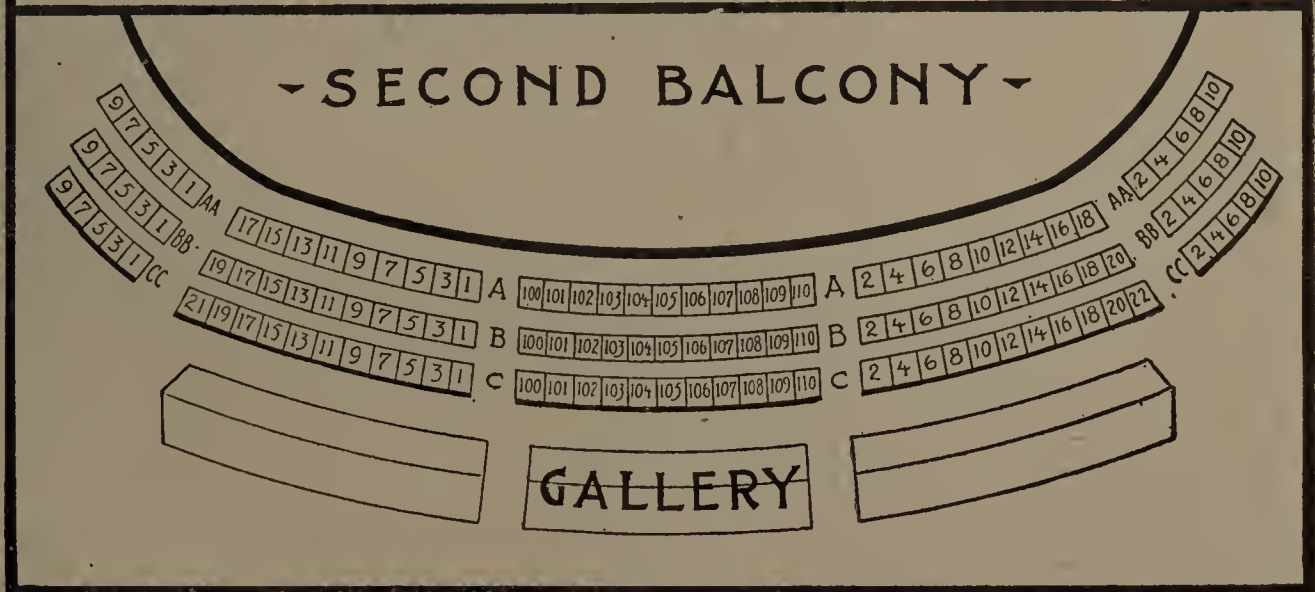 -SECOND BALCONY-
9 7 5 3 1 AA
17 15 13 11 9 7 5 3 1 A 100 101 102 103 104 105 106 107 108 109 110 A 2 4 6 8 10 12 14 16 18
AA 2 4 6 8 10
9 7 5 3 1 BB
19 17 15 13 11 9 7 5 3 1 B 100 101 102 103 104 105 106 107 108 109 110 B 2 4 6 8 10 12 14 16 18 20
BB 2 4 6 8 10
9 7 5 3 1 CC
21 19 17 15 13 11 9 7 5 3 1 C 100 101 102 103 104 105 106 107 108 109 110 C 2 4 6 8 10 12 14 16 18 20 22
CC 2 4 6 8 10
GALLERY